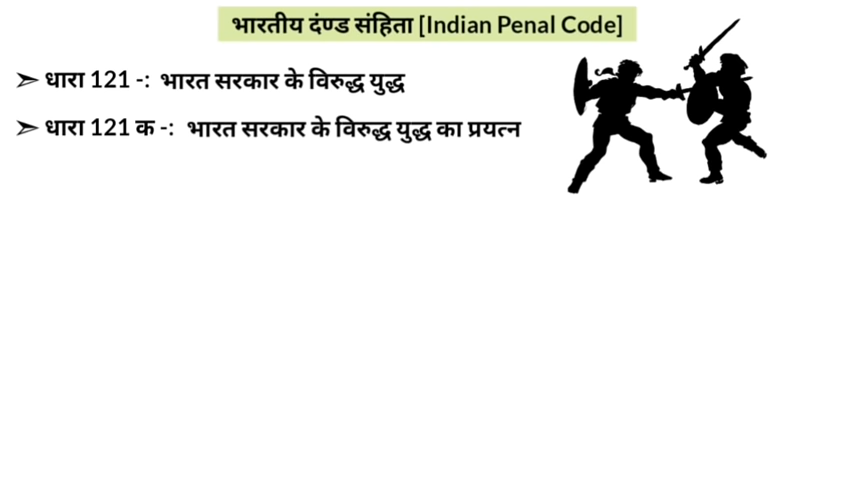 भारतीय दंण्ड संहिता [Indian Penal Code]
➣ धारा 121 -: भारत सरकार के विरुद्ध युद्ध
➣ धारा 121 क -: भारत सरकार के विरुद्ध युद्ध का प्रयत्न